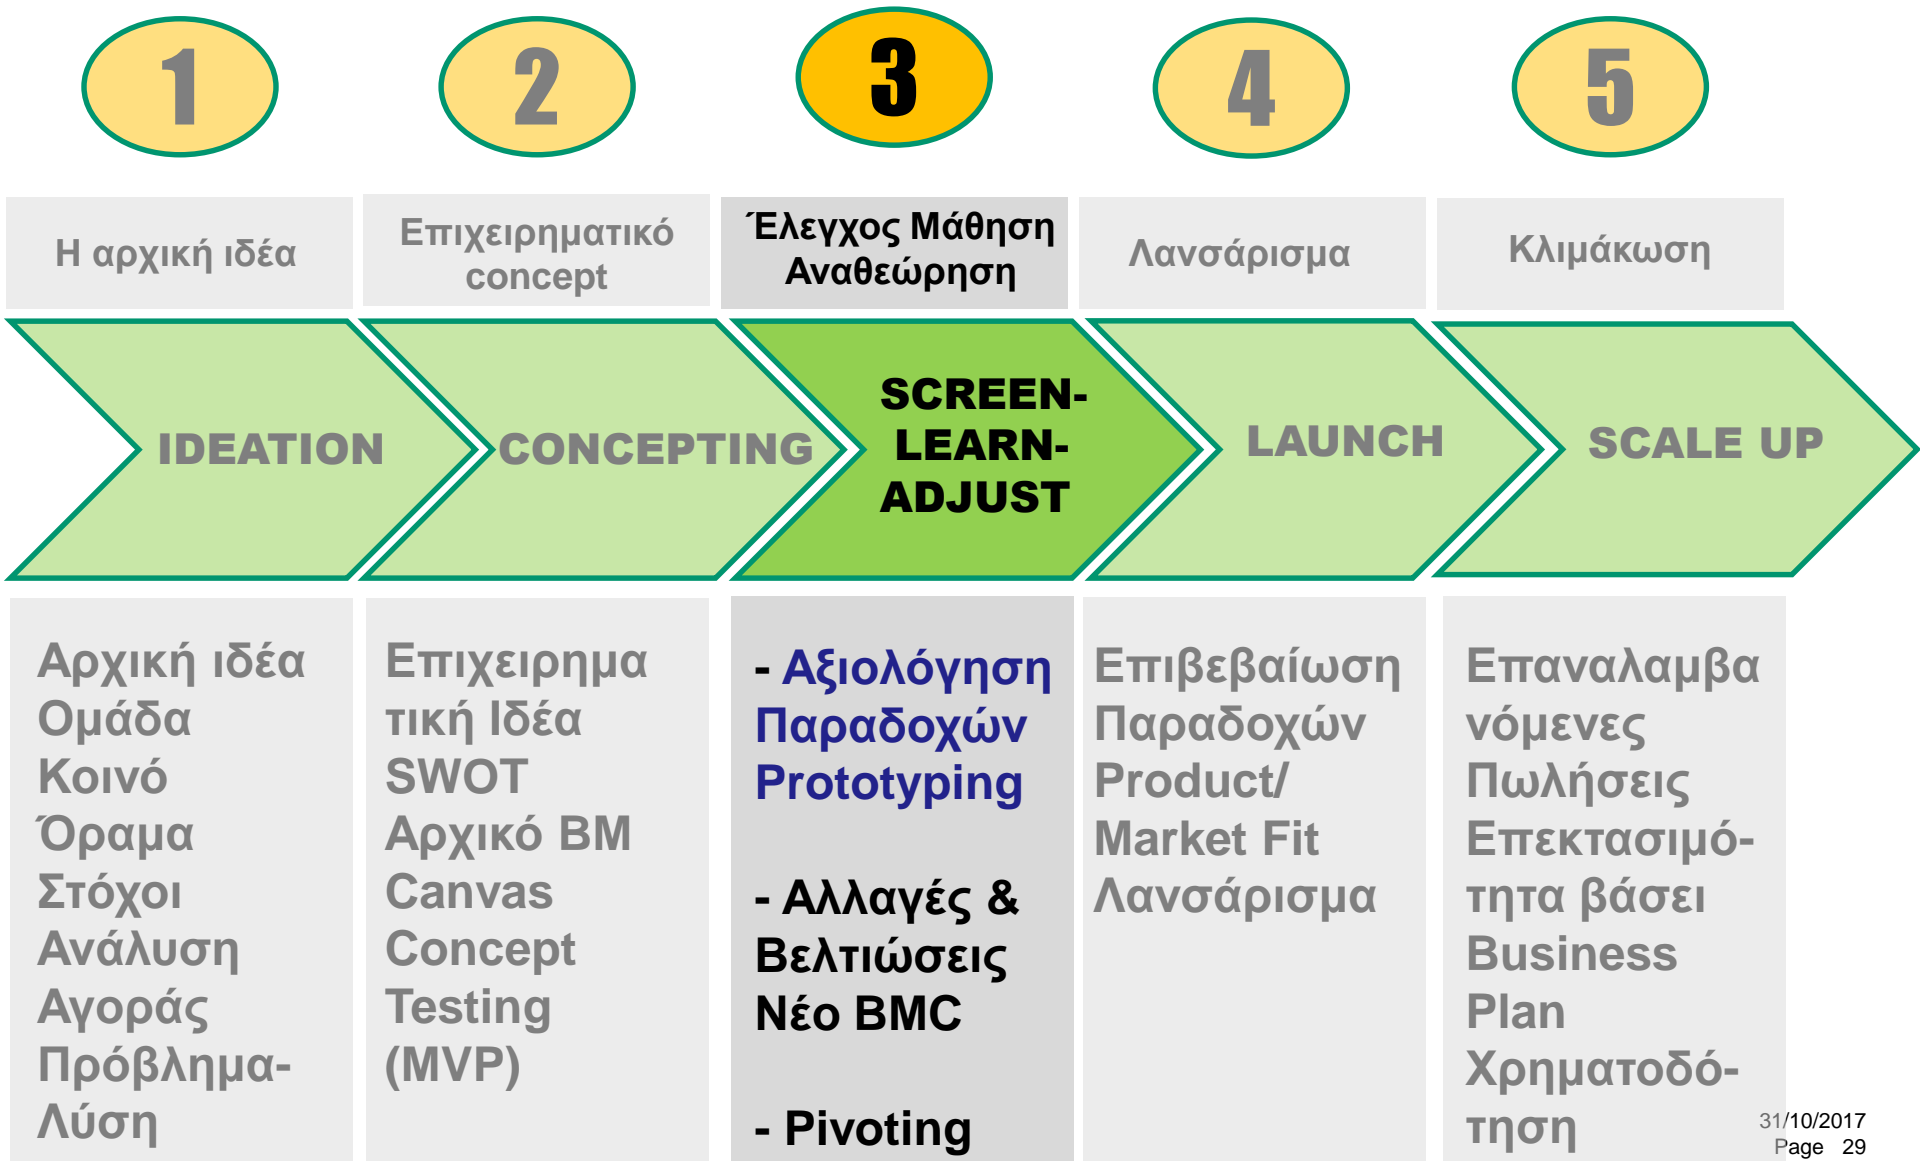 1
2
3
4
5
Η αρχική ιδέα
Επιχειρηματικό
concept
Έλεγχος Μάθηση
Αναθεώρηση
Λανσάρισμα
Κλιμάκωση
IDEATION
CONCEPTING
SCREEN-
LEARN-
ADJUST
LAUNCH
SCALE UP
Αρχική ιδέα
Ομάδα
Κοινό
Όραμα
Στόχοι
Ανάλυση
Αγοράς
Πρόβλημα-
Λύση
Επιχειρημα
τική Ιδέα
SWOT
Αρχικό BM
Canvas
Concept
Testing
(MVP)
- Αξιολόγηση
Παραδοχών
Prototyping
- Αλλαγές &
Βελτιώσεις
Νέο BMC
- Pivoting
Επιβεβαίωση
Παραδοχών
Product/
Market Fit
Λανσάρισμα
Επαναλαμβα
νόμενες
Πωλήσεις
Επεκτασιμό-
τητα βάσει
Business
Plan
Χρηματοδό-
τηση
31/10/2017
Page 29